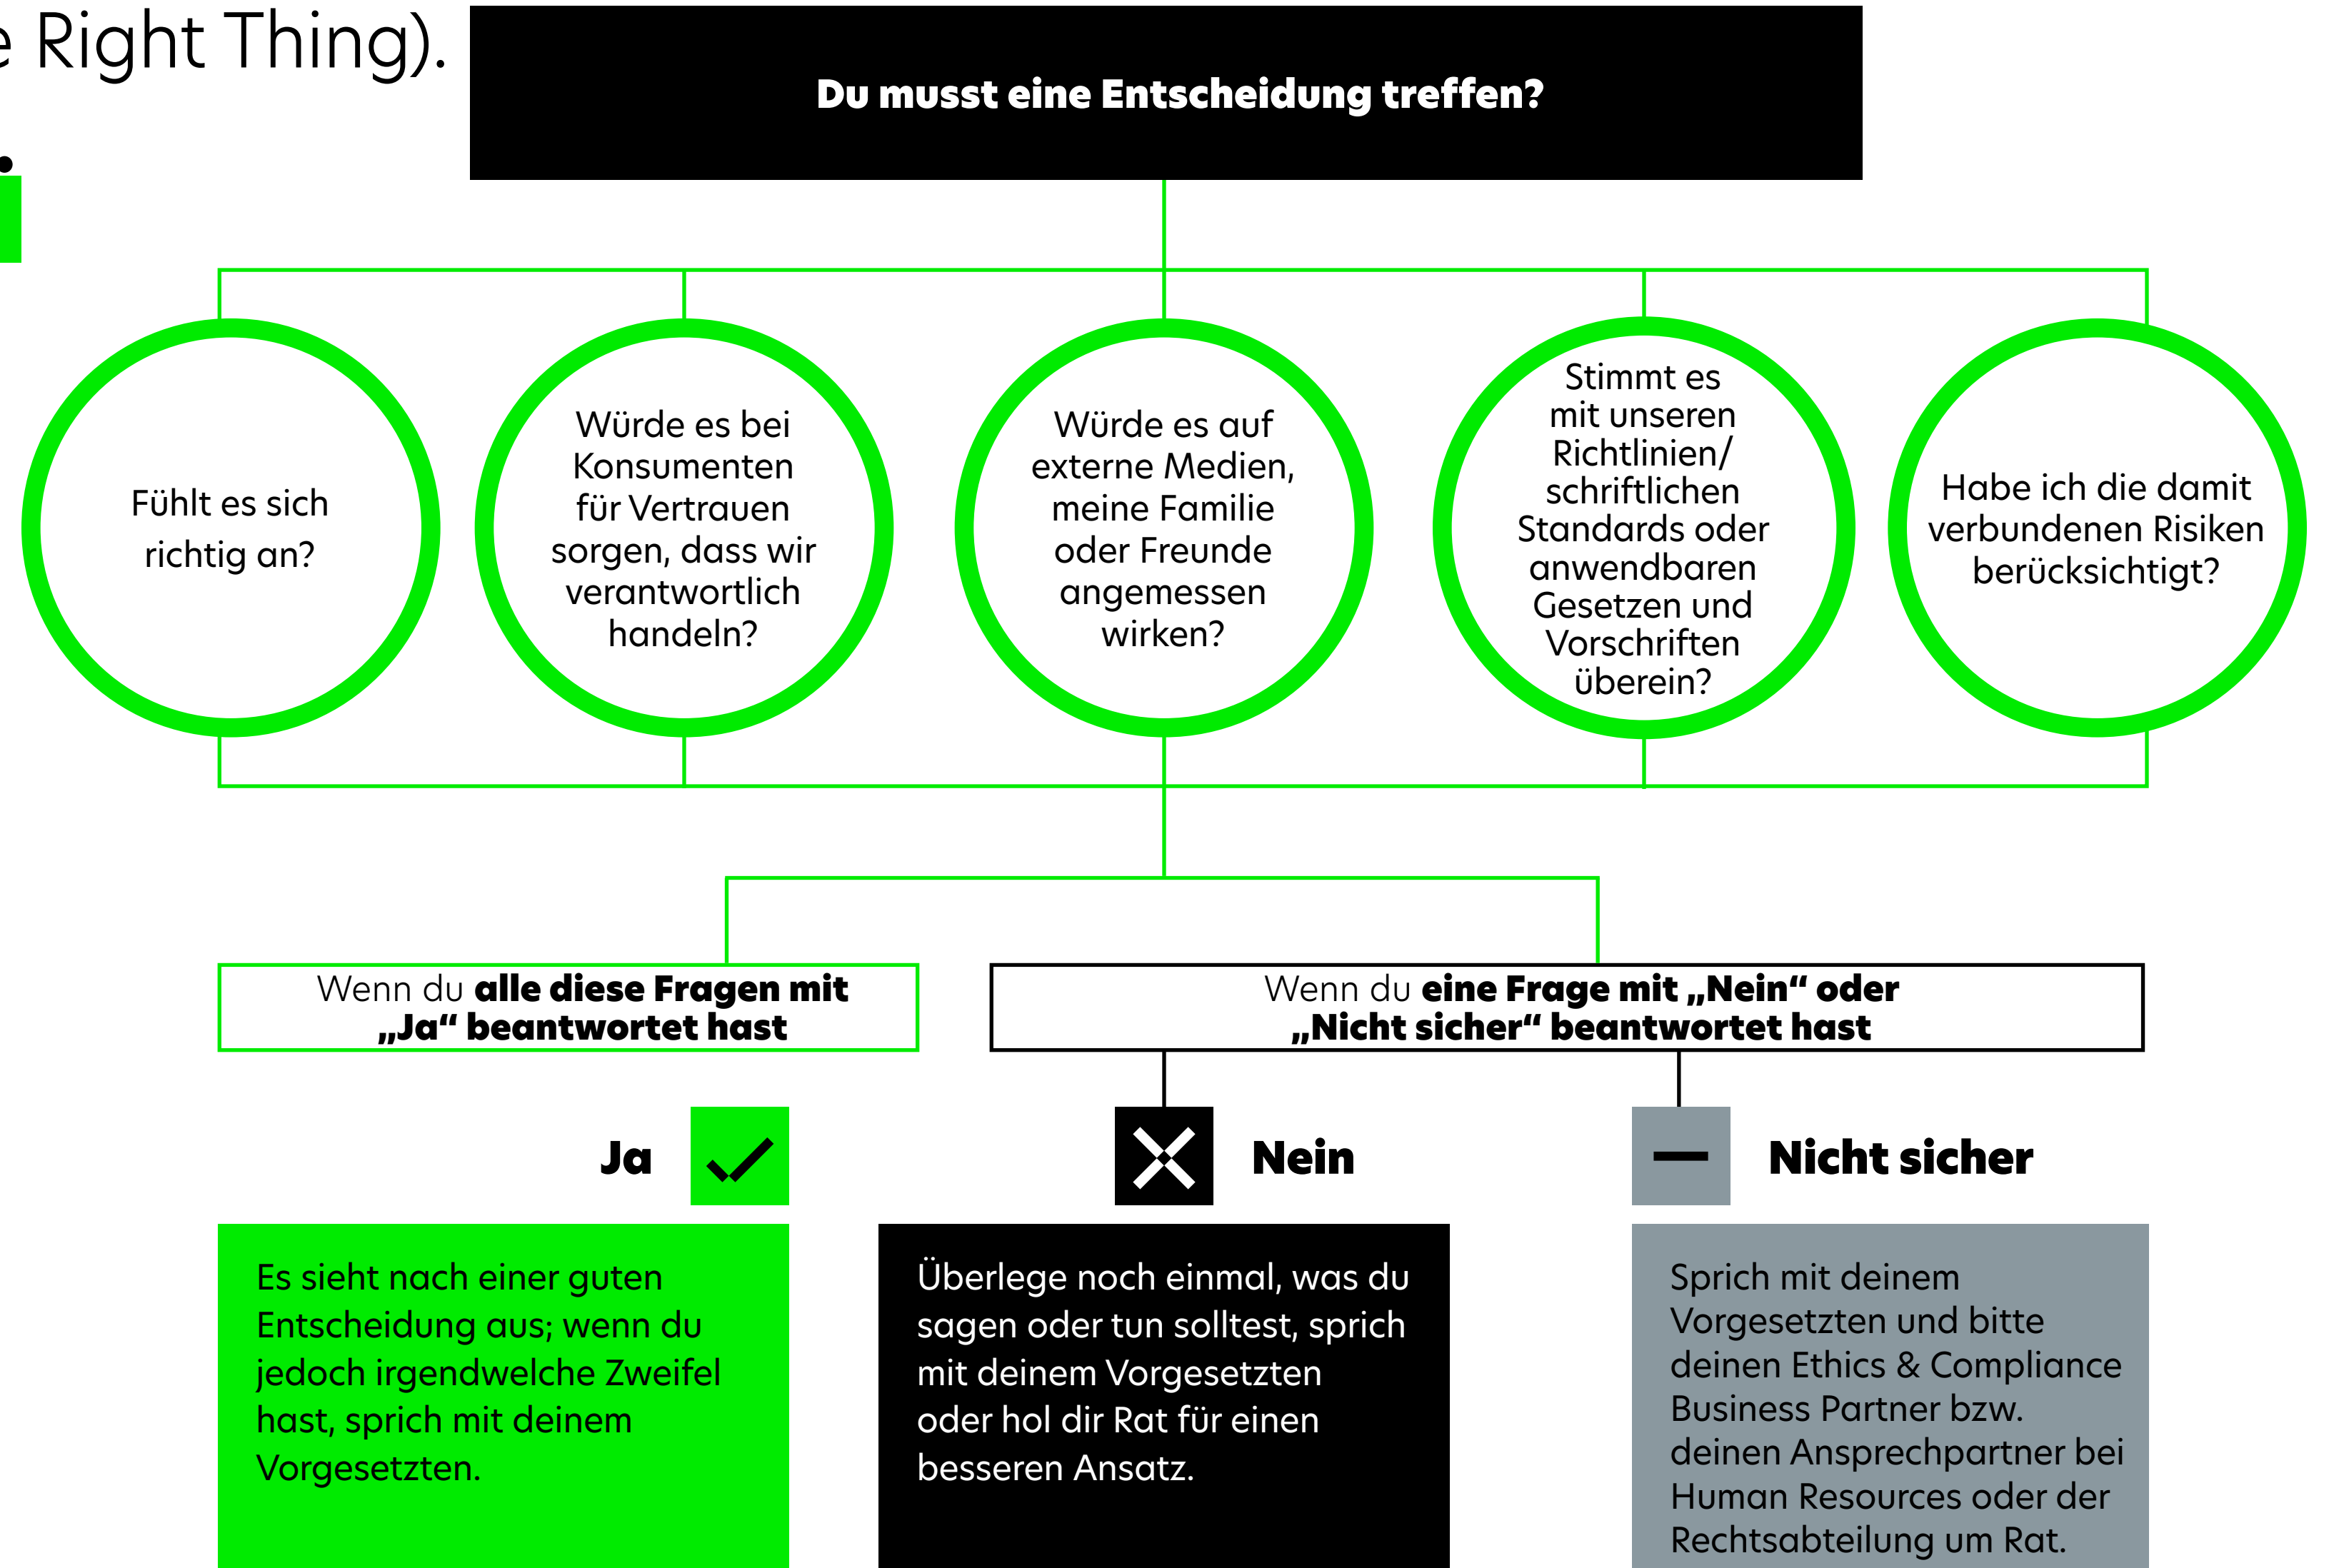 Right Thing).
Du musst eine Entscheidung treffen?
Fühlt es sich
richtig an?
Würde es bei
Konsumenten
für Vertrauen
sorgen, dass wir
verantwortlich
handeln?
Würde es auf
externe Medien,
meine Familie
oder Freunde
angemessen
wirken?
Stimmt es
mit unseren
Richtlinien/
schriftlichen
Standards oder
anwendbaren
Gesetzen und
Vorschriften
überein?
Habe ich die damit
verbundenen Risiken
berücksichtigt?
Wenn du alle diese Fragen mit
„Ja“ beantwortet hast
Wenn du eine Frage mit „Nein“ oder
„Nicht sicher“ beantwortet hast
Ja
Es sieht nach einer guten
Entscheidung aus; wenn du
jedoch irgendwelche Zweifel
hast, sprich mit deinem
Vorgesetzten.
Nein
Überlege noch einmal, was du
sagen oder tun solltest, sprich
mit deinem Vorgesetzten
oder hol dir Rat für einen
besseren Ansatz.
Nicht sicher
Sprich mit deinem
Vorgesetzten und bitte
deinen Ethics & Compliance
Business Partner bzw.
deinen Ansprechpartner bei
Human Resources oder der
Rechtsabteilung um Rat.